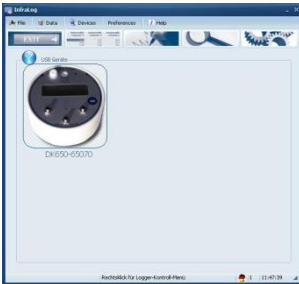 InfraLog
File Data Devices Preferences Help
EXIT
USB Geräte
DK650-65070
Rechtsklick für Logger-Kontroll-Menü
1 11:47:39